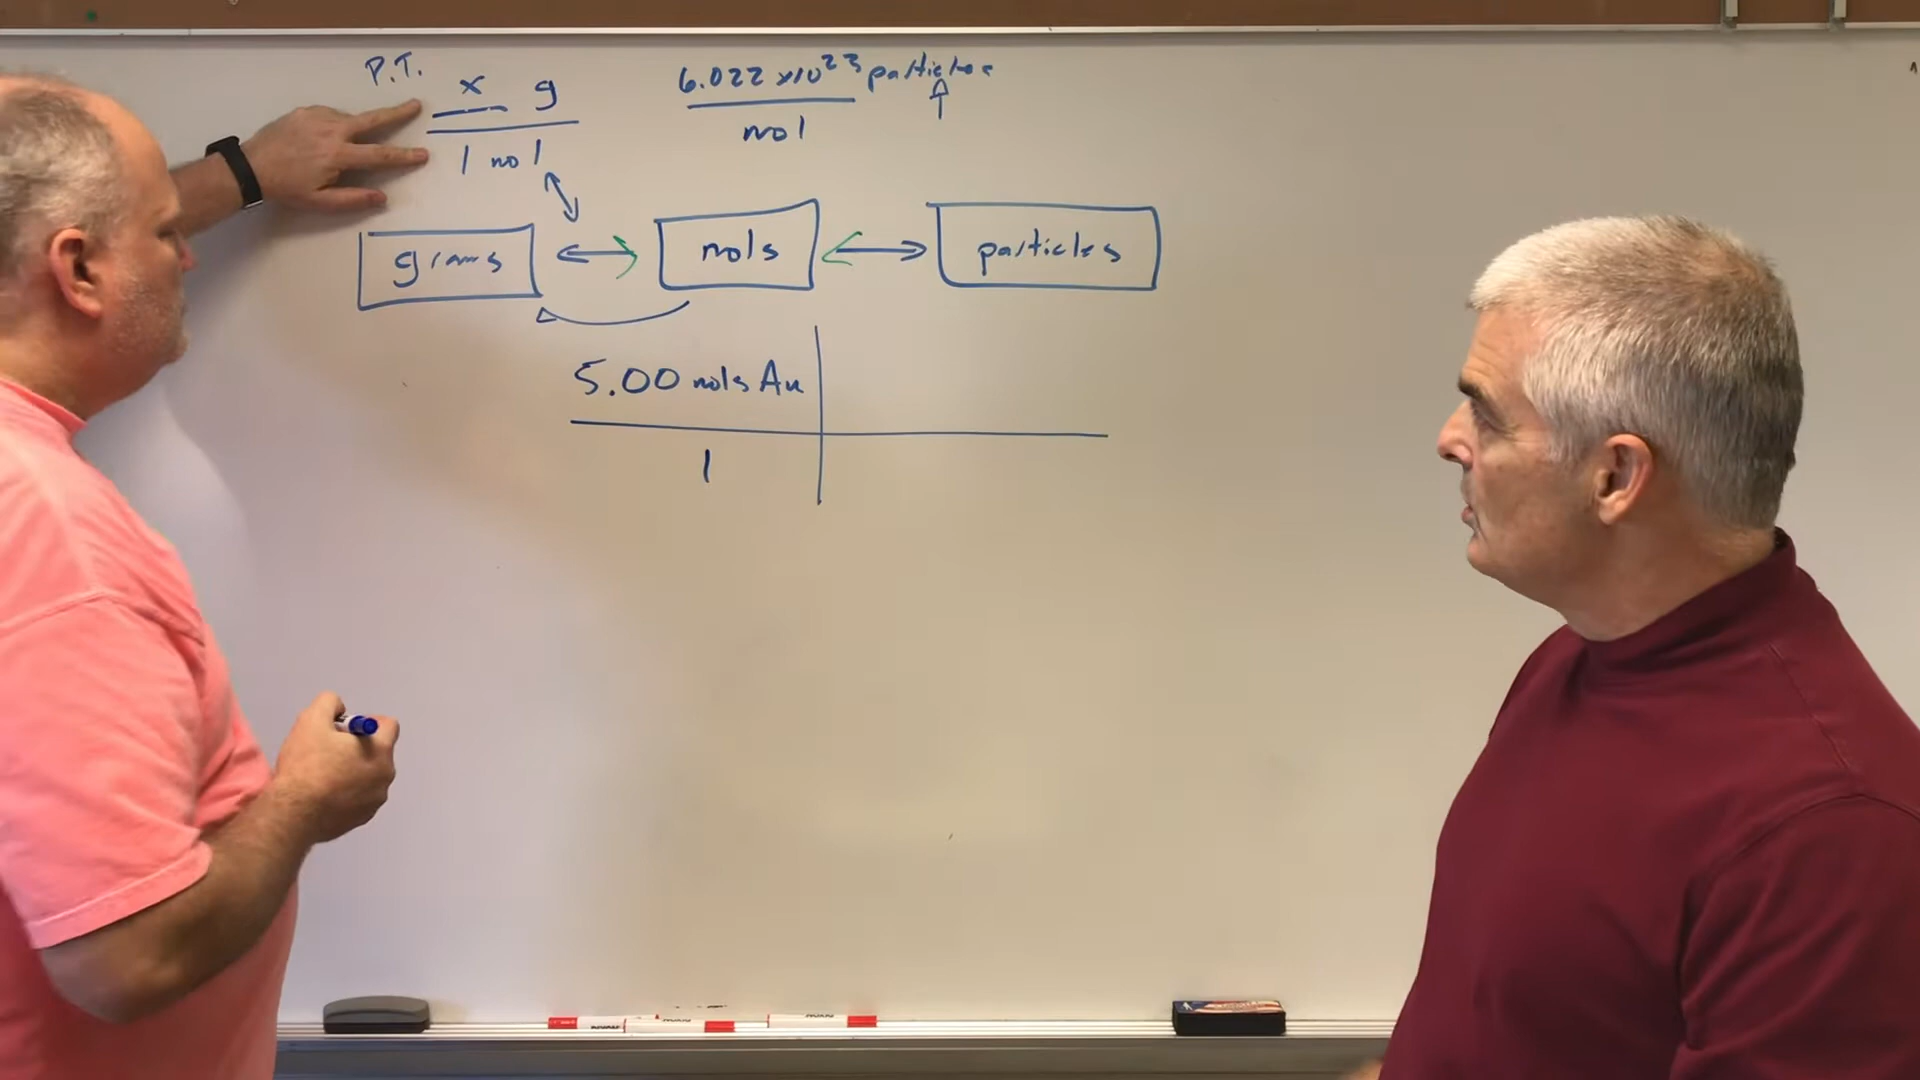 P.T.
x g
1 mol
6.022 x10²³ particles
mol
grams
mols
particles
5.00 mols Au
1